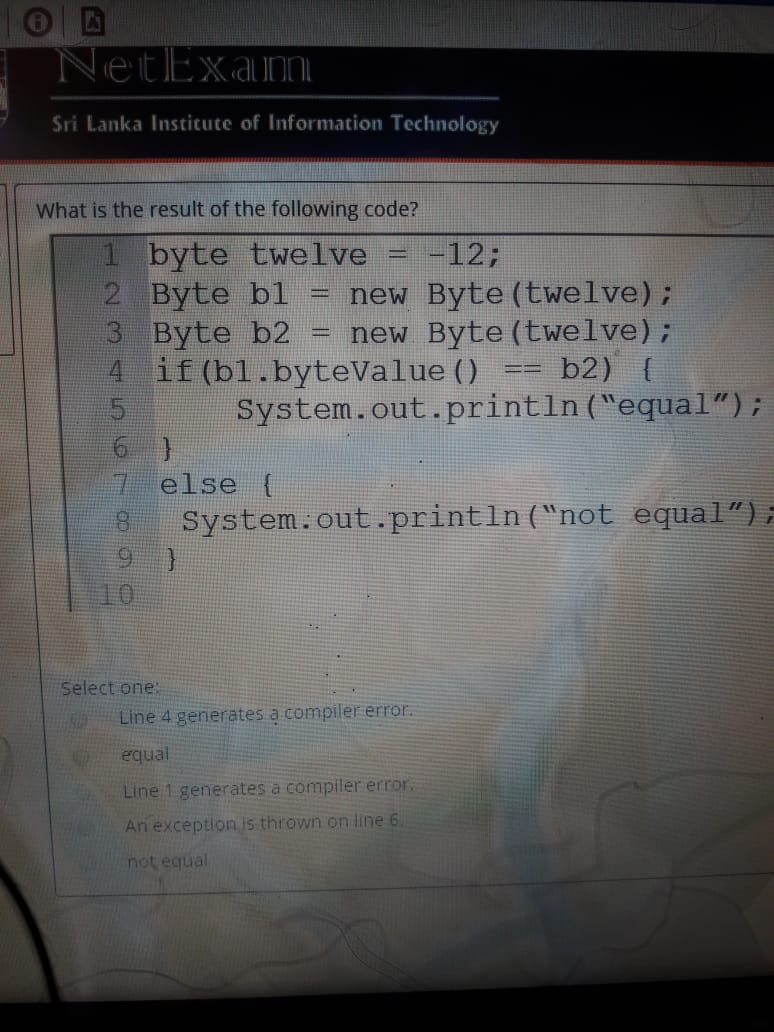 NetExam
Sri Lanka Institute of Information Technology
What is the result of the following code?
1 byte twelve = -12;
2 Byte b1 = new Byte(twelve);
3 Byte b2 = new Byte(twelve);
4 if(b1.byteValue() == b2) {
5 System.out.println(“equal”);
6 }
7 else {
8 System.out.println(“not equal”);
9 }
10
Select one:
Line 4 generates a compiler error.
equal
Line 1 generates a compiler error.
An exception is thrown on line 6.
not equal